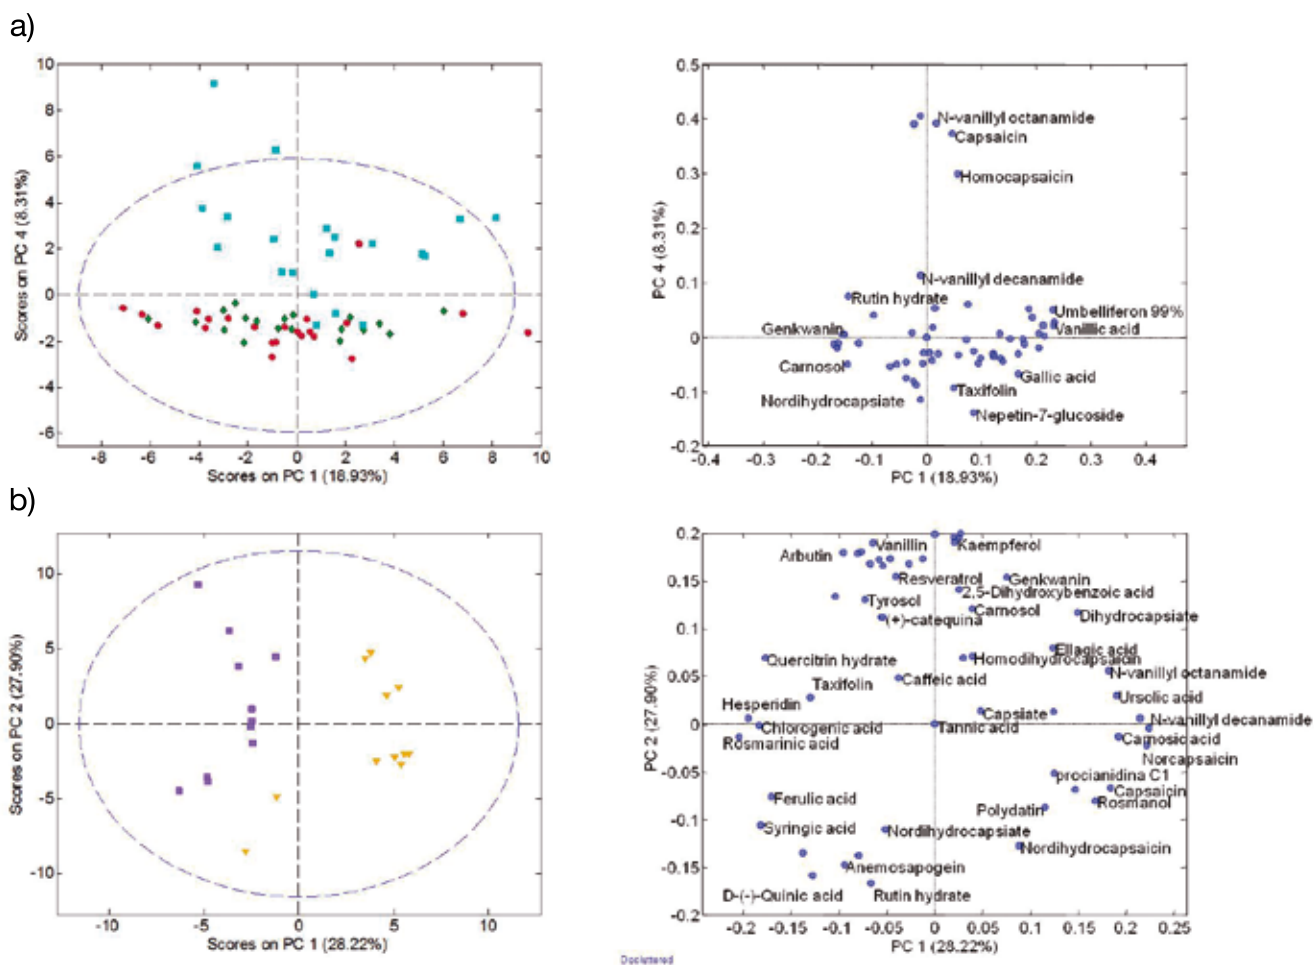 a)
10
8
6
4
2
0
-2
-4
-6
-8 -6 -4 -2 0 2 4 6 8 10
Scores on PC 1 (18.93%)
Scores on PC 4 (8.31%)
0.5
0.4
0.3
0.2
0.1
0
-0.1
-0.2
-0.4 -0.3 -0.2 -0.1 0 0.1 0.2 0.3 0.4
PC 1 (18.93%)
PC 4 (8.31%)
N-vanillyl octanamide
Capsaicin
Homocapsaicin
N-vanillyl decanamide
Rutin hydrate
Umbelliferon 99%
Genkwanin
Vanillic acid
Carnosol
Gallic acid
Taxifolin
Nordihydrocapsiate
Nepetin-7-glucoside
b)
10
5
0
-5
-10
-10 -5 0 5 10
Scores on PC 1 (28.22%)
Scores on PC 2 (27.90%)
0.2
0.15
0.1
0.05
0
-0.05
-0.1
-0.15
-0.2
-0.2 -0.15 -0.1 -0.05 0 0.05 0.1 0.15 0.2 0.25
PC 1 (28.22%)
PC 2 (27.90%)
Vanillin
Kaempferol
Arbutin
Resveratrol
Genkwanin
2,5-Dihydroxybenzoic acid
Tyrosol
Carnosol
Dihydrocapsiate
(+)-catequina
Ellagic acid
Quercitrin hydrate
Homodihydrocapsaicin
N-vanillyl octanamide
Caffeic acid
Taxifolin
Ursolic acid
Hesperidin
Capsiate
N-vanillyl decanamide
Chlorogenic acid
Tannic acid
Carnosic acid
Rosmarinic acid
Norcapsaicin
procianidina C1
Capsaicin
Ferulic acid
Rosmanol
Polydatin
Syringic acid
Nordihydrocapsiate
Nordihydrocapsaicin
Anemosapogein
D-(-)-Quinic acid
Rutin hydrate
Decluttered